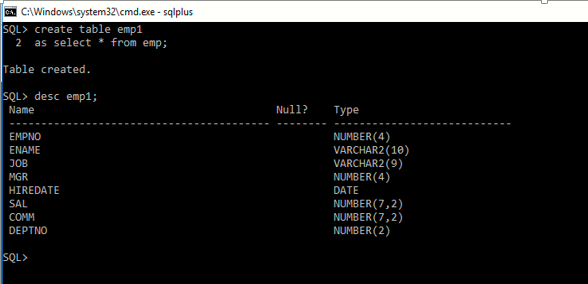 C:\Windows\system32\cmd.exe - sqlplus
SQL> create table emp1
  2  as select * from emp;
Table created.
SQL> desc emp1;
 Name                                      Null?    Type
 ----------------------------------------- -------- ----------------------------
 EMPNO                                              NUMBER(4)
 ENAME                                              VARCHAR2(10)
 JOB                                                VARCHAR2(9)
 MGR                                                NUMBER(4)
 HIREDATE                                           DATE
 SAL                                                NUMBER(7,2)
 COMM                                               NUMBER(7,2)
 DEPTNO                                             NUMBER(2)
SQL>